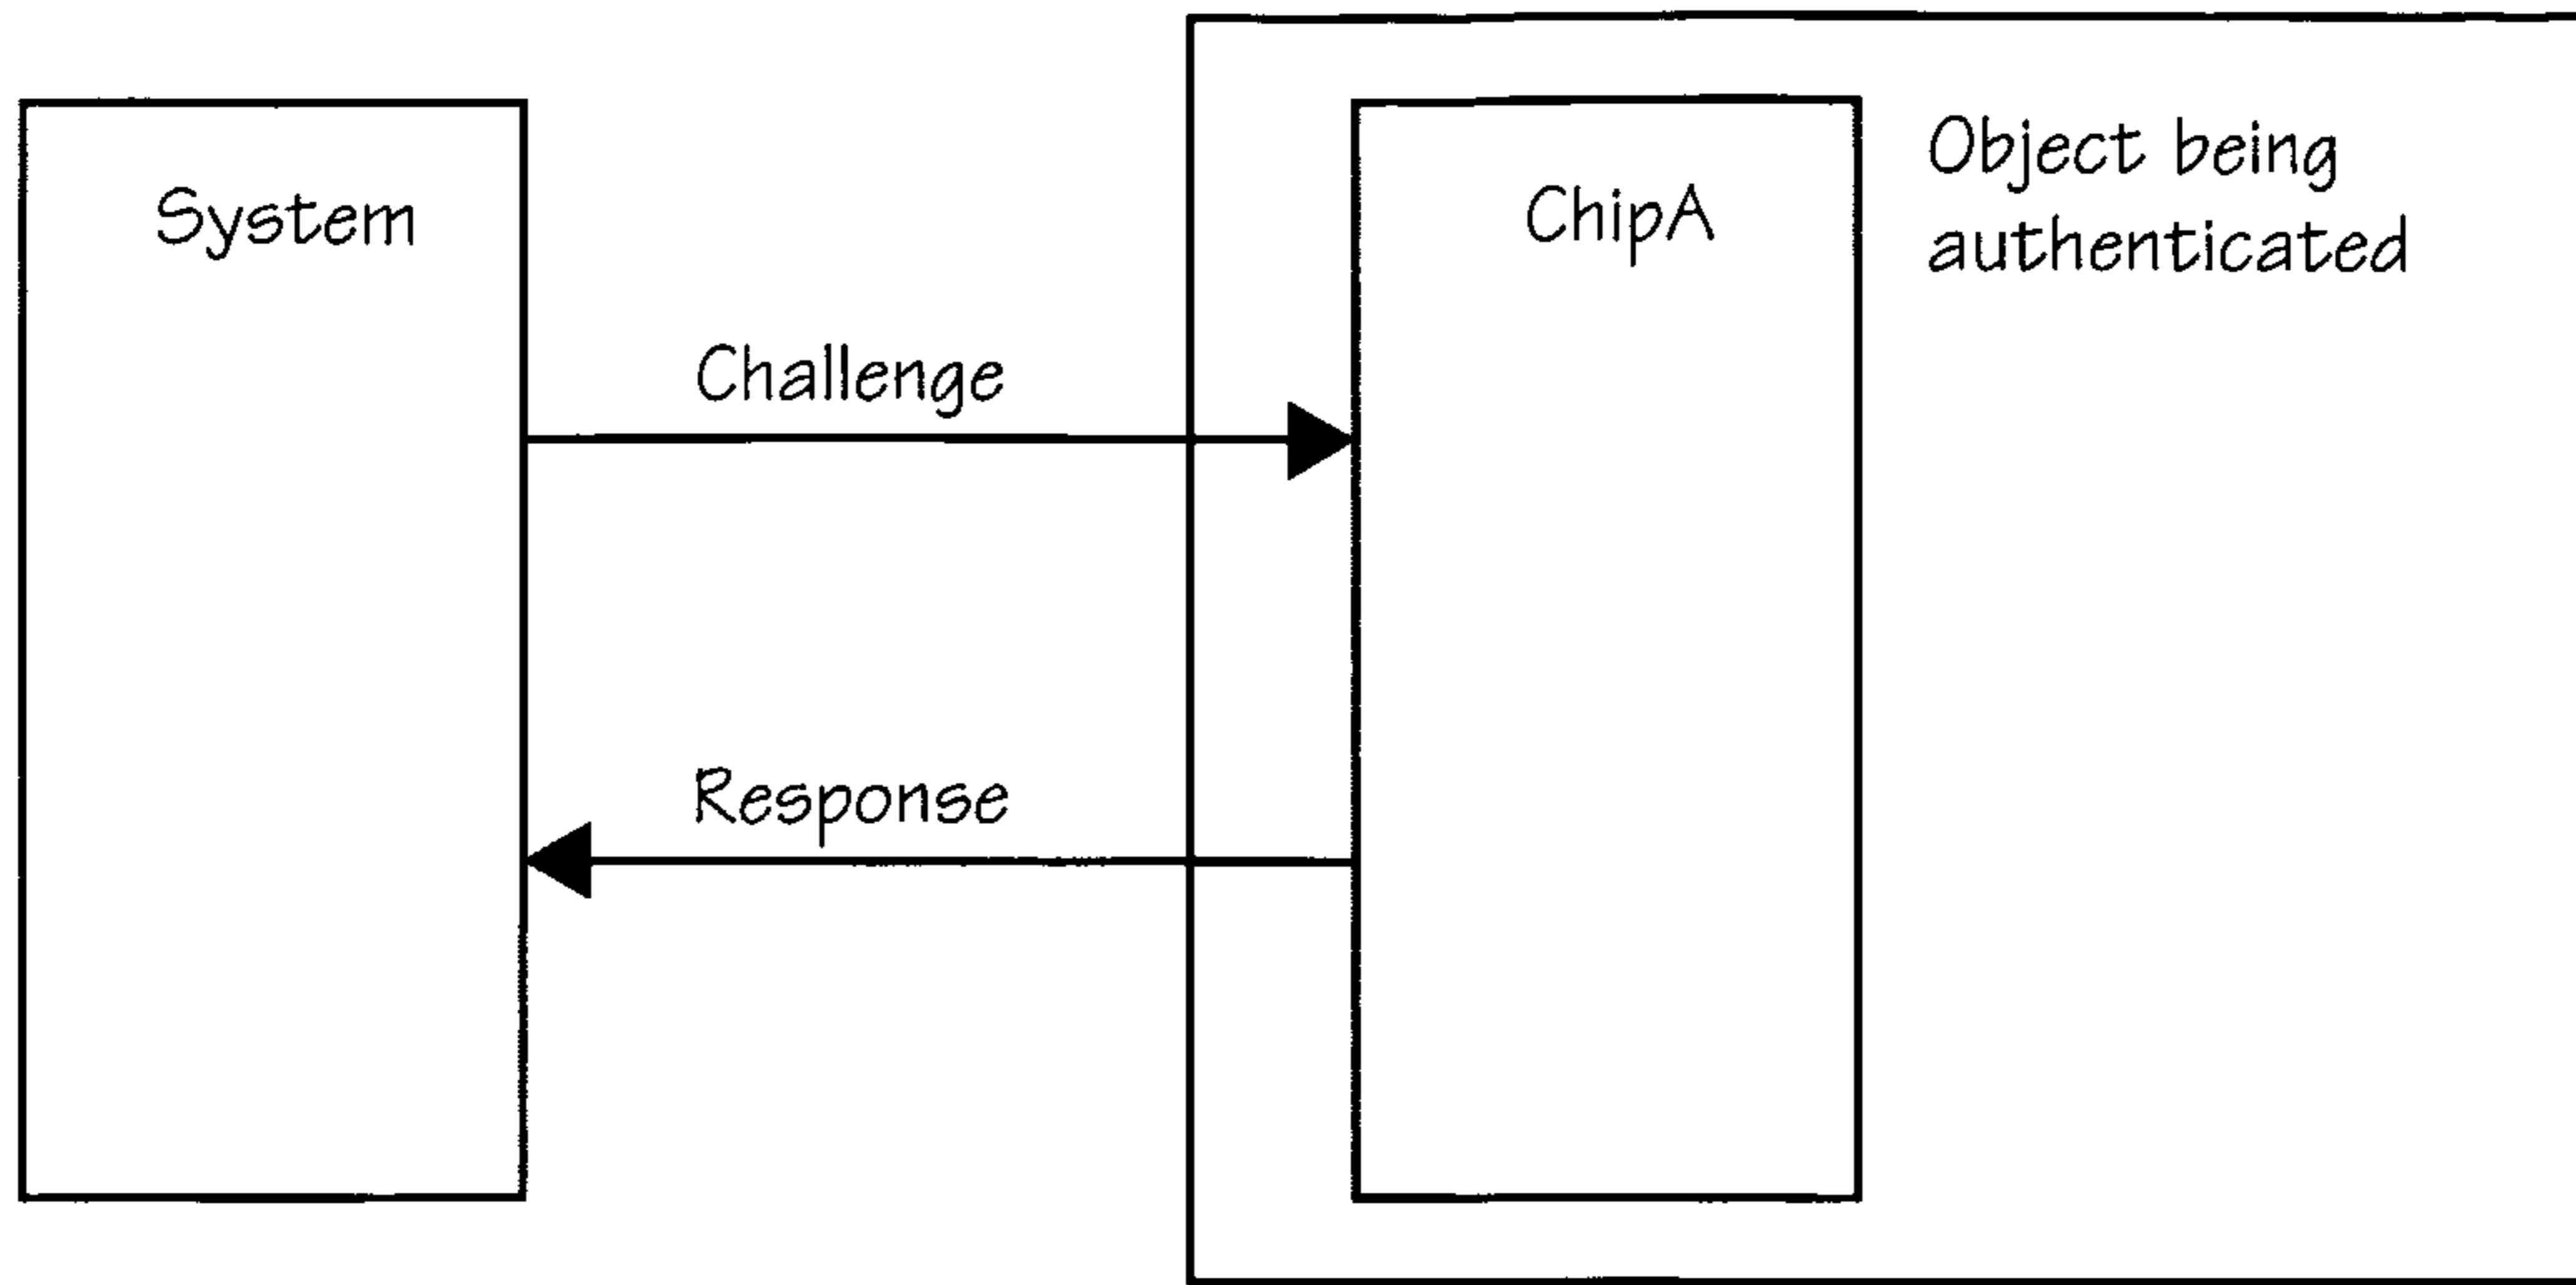 System
ChipA
Object being
authenticated
Challenge
Response